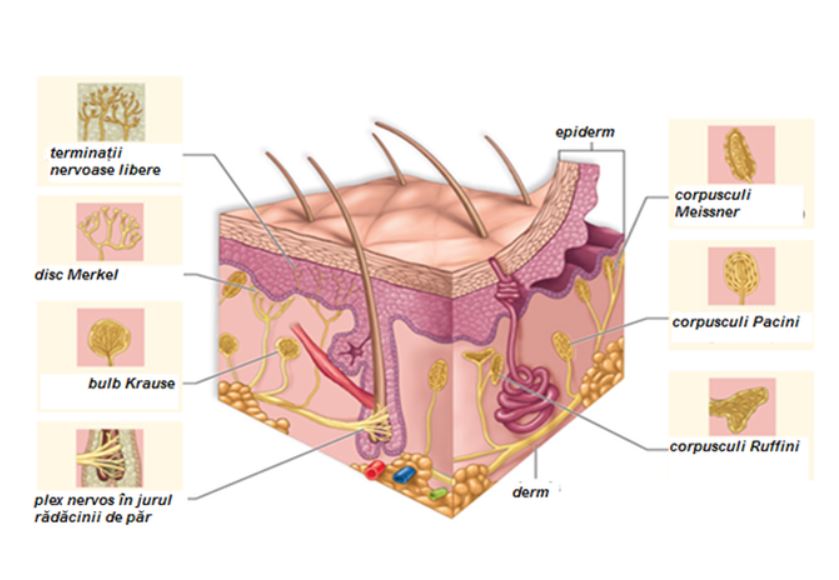 terminații
nervoase libere
disc Merkel
bulb Krause
plex nervos în jurul
rădăcinii de păr
epiderm
derm
corpusculi
Meissner
corpusculi Pacini
corpusculi Ruffini